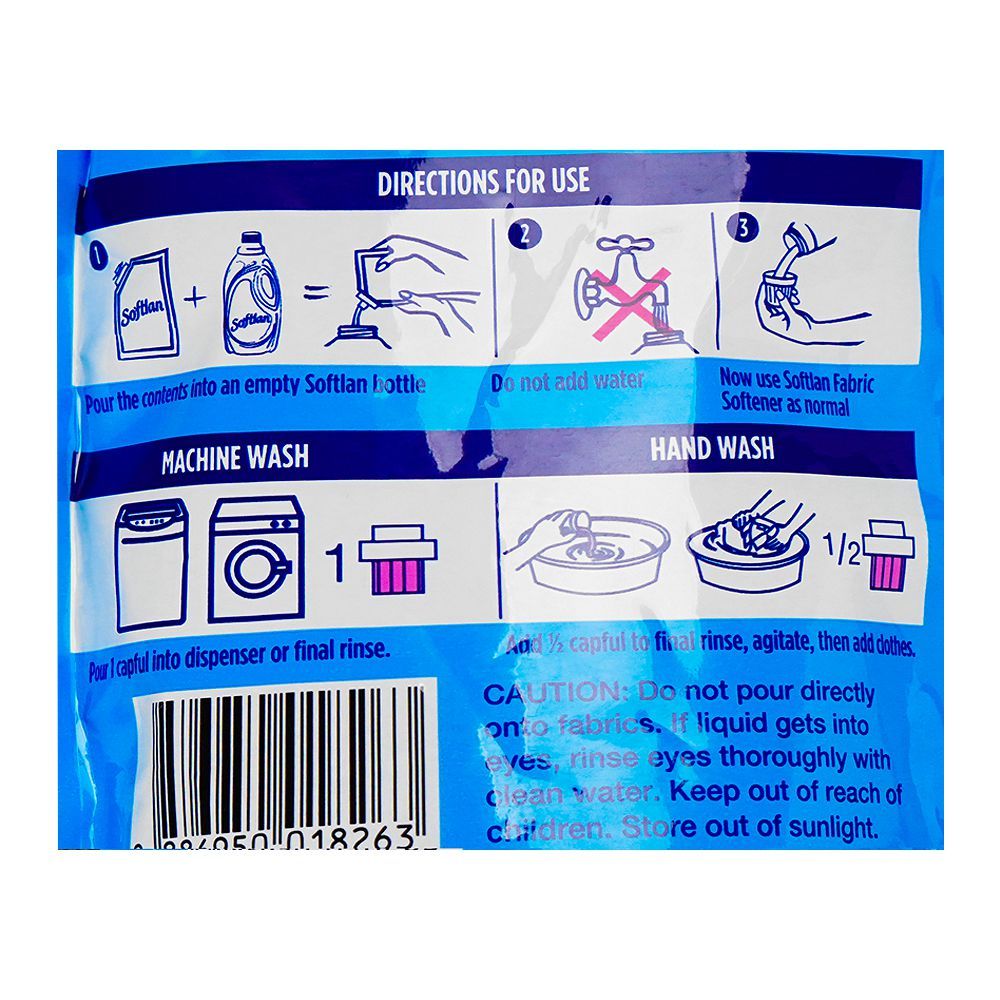 DIRECTIONS FOR USE
1
2
3
Softlan
+
Softlan
=
Pour the contents into an empty Softlan bottle
Do not add water
Now use Softlan Fabric
Softener as normal
MACHINE WASH
HAND WASH
1
1/2
Pour 1 capful into dispenser or final rinse.
Add ½ capful to final rinse, agitate, then add clothes.
CAUTION: Do not pour directly
onto fabrics. If liquid gets into
eyes, rinse eyes thoroughly with
clean water. Keep out of reach of
children. Store out of sunlight.
018263